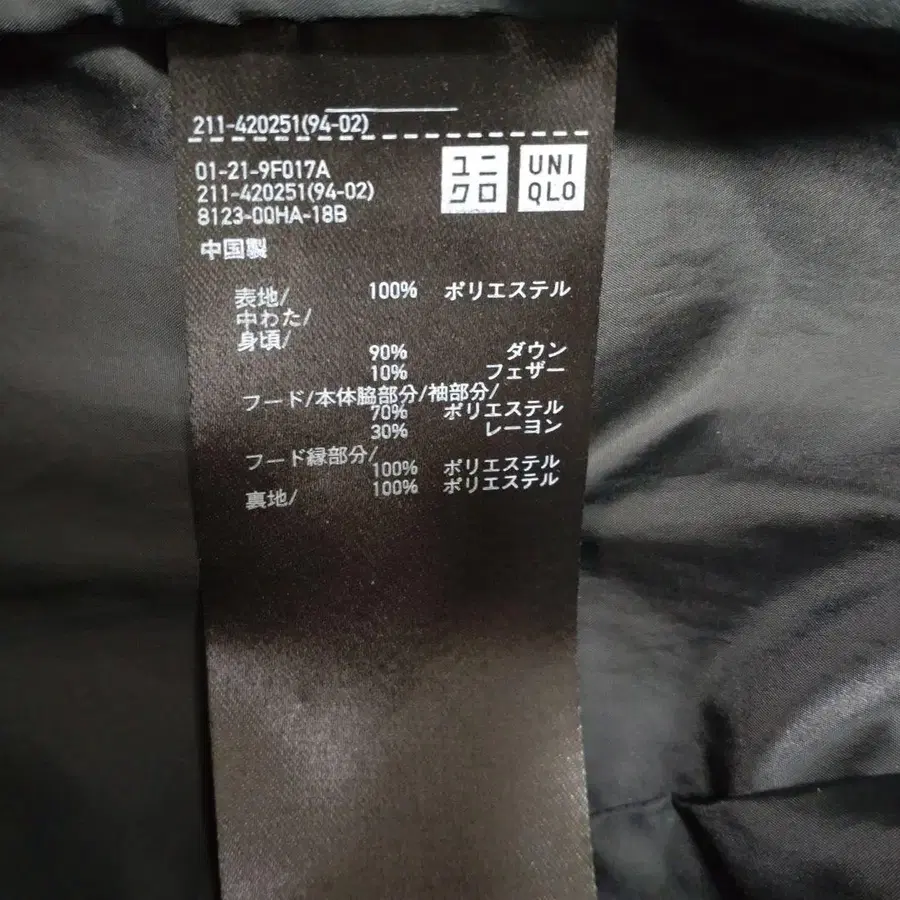 211-420251(94-02)
01-21-9F017A
211-420251(94-02)
8123-00HA-18B
ユニ
クロ
UNI
QLO
中国製
表地/ 100% ポリエステル
中わた/
身頃/
90% ダウン
10% フェザー
フード/本体脇部分/袖部分/
70% ポリエステル
30% レーヨン
フード縁部分/
100% ポリエステル
裏地/ 100% ポリエステル